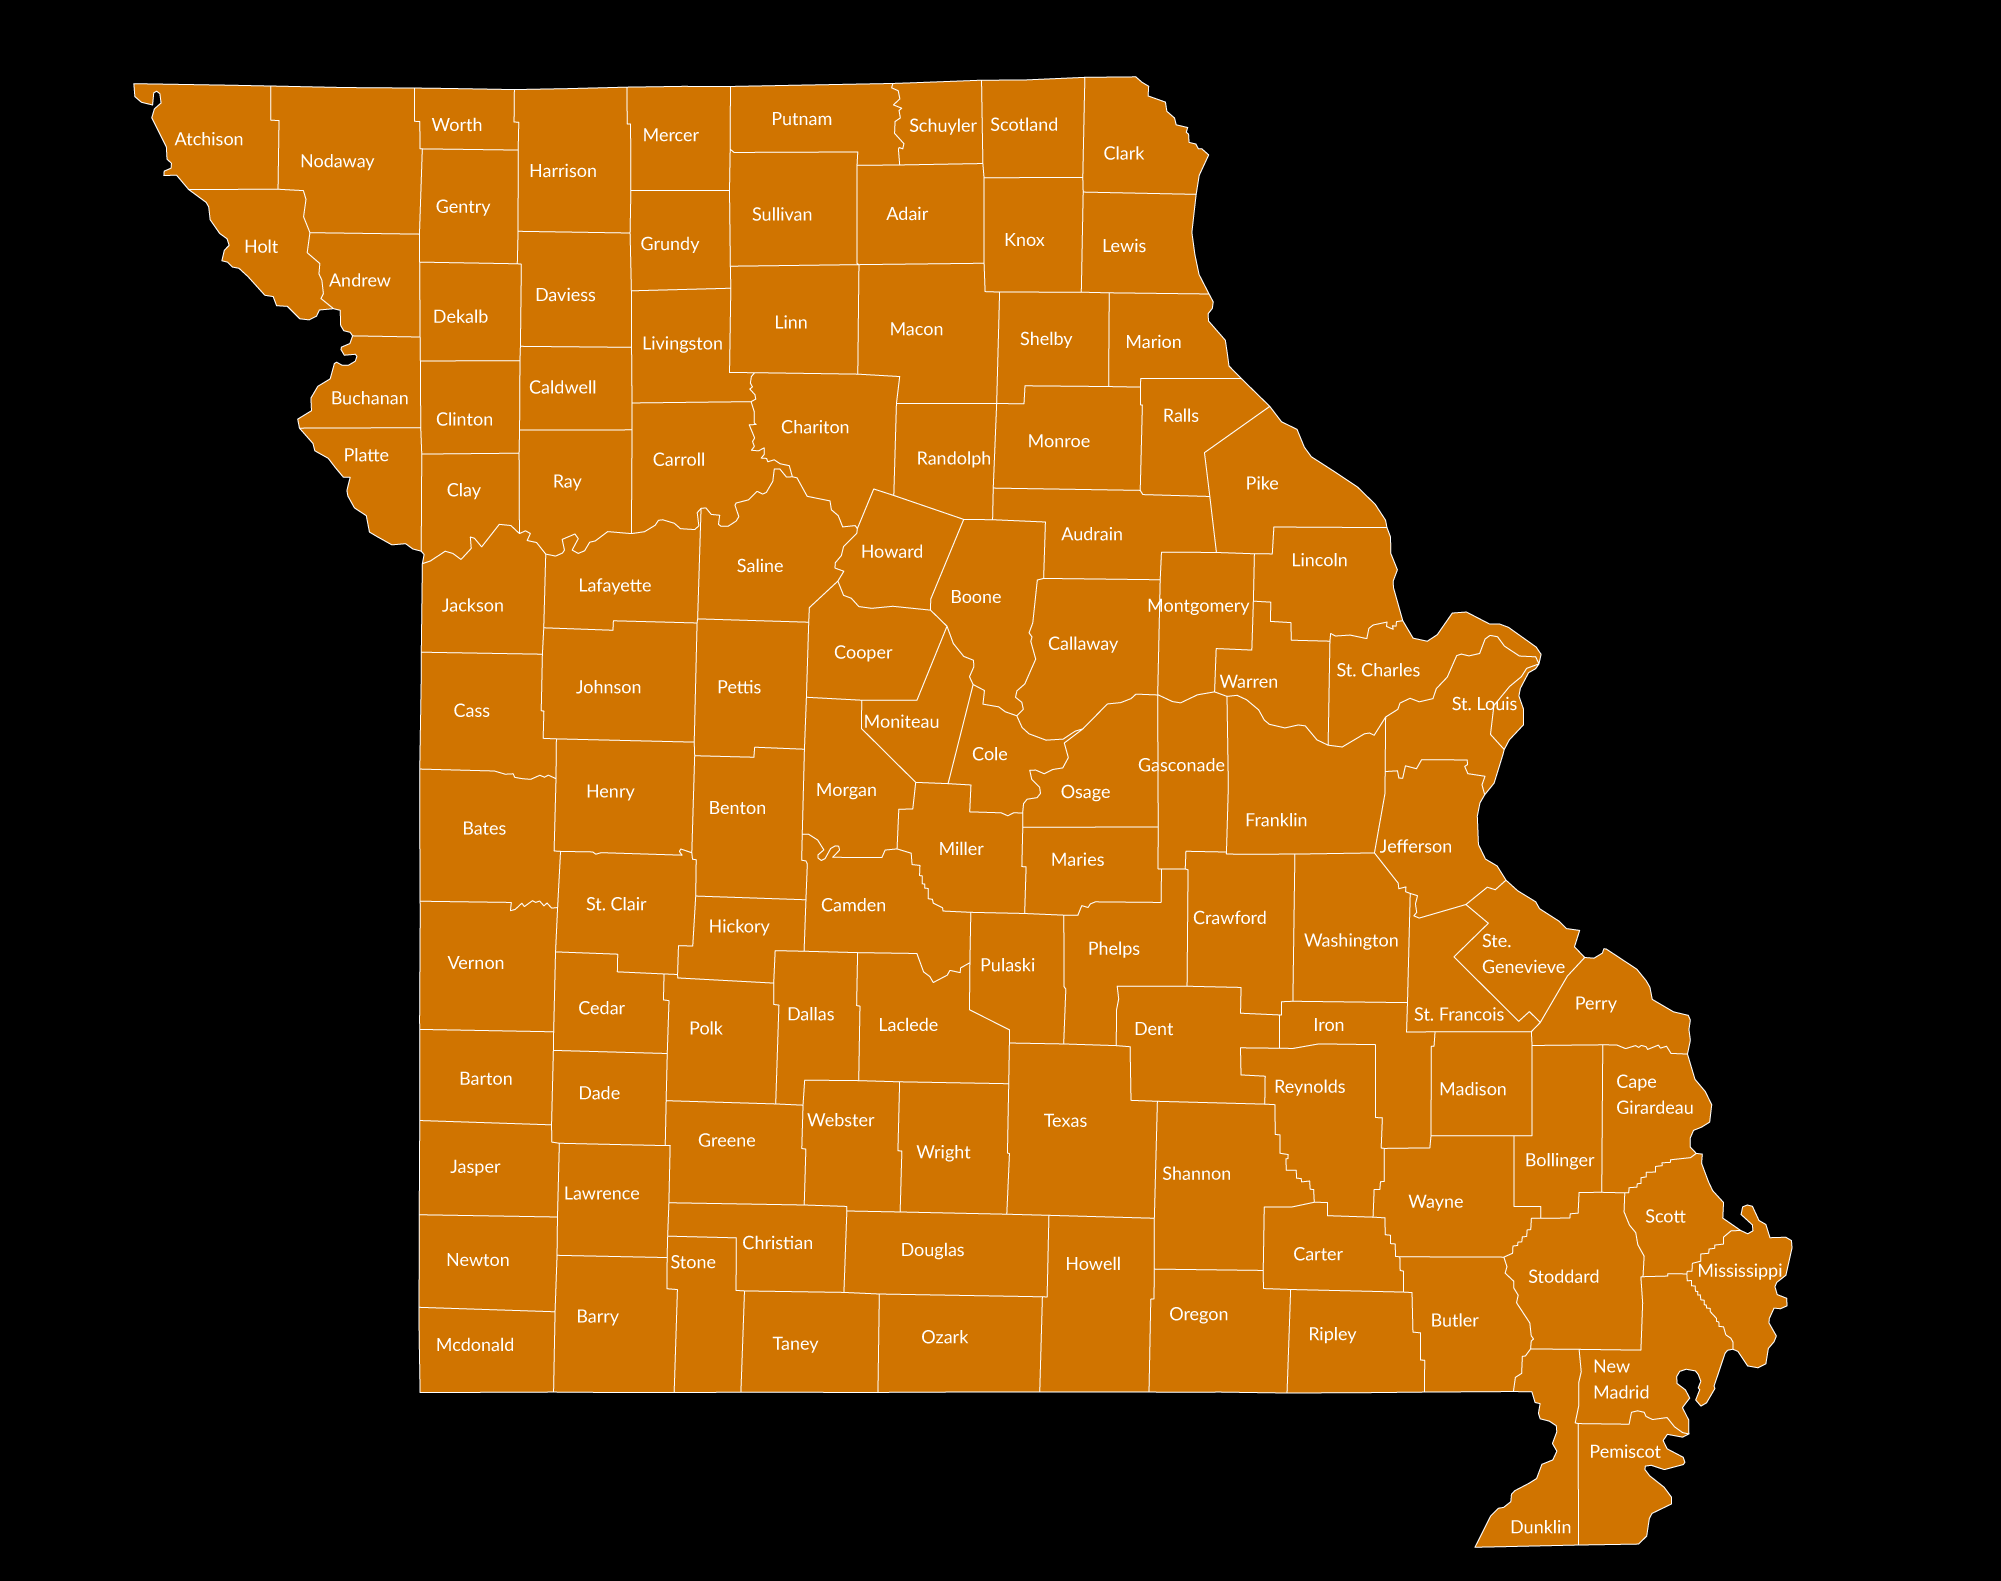 Atchison
Nodaway
Worth
Harrison
Mercer
Putnam
Schuyler
Scotland
Clark
Gentry
Holt
Andrew
Dekalb
Daviess
Grundy
Sullivan
Adair
Knox
Lewis
Livingston
Linn
Macon
Shelby
Marion
Buchanan
Clinton
Caldwell
Chariton
Randolph
Monroe
Ralls
Platte
Clay
Ray
Carroll
Pike
Audrain
Jackson
Lafayette
Saline
Howard
Boone
Callaway
Montgomery
Lincoln
Cass
Johnson
Pettis
Cooper
Moniteau
Cole
Osage
Gasconade
Warren
St. Charles
St. Louis
Bates
Henry
Benton
Morgan
Miller
Maries
Franklin
Jefferson
Vernon
St. Clair
Hickory
Camden
Pulaski
Phelps
Crawford
Washington
Ste.
Genevieve
St. Francois
Perry
Cedar
Polk
Dallas
Laclede
Dent
Iron
Barton
Dade
Greene
Webster
Wright
Texas
Reynolds
Madison
Cape
Girardeau
Jasper
Lawrence
Shannon
Wayne
Bollinger
Scott
Newton
Christian
Stone
Douglas
Howell
Carter
Stoddard
Mississippi
Mcdonald
Barry
Taney
Ozark
Oregon
Ripley
Butler
New
Madrid
Pemiscot
Dunklin